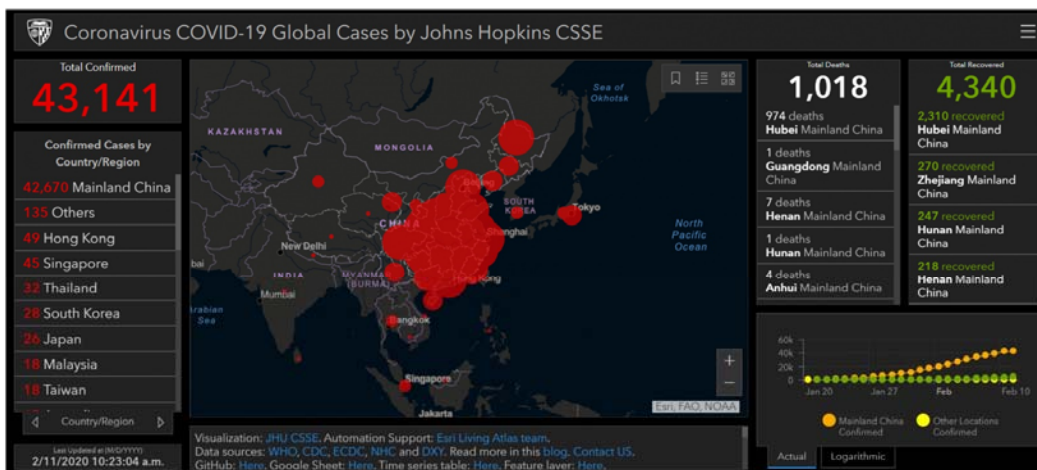 Coronavirus COVID-19 Global Cases by Johns Hopkins CSSE
Total Confirmed
43,141
Confirmed Cases by
Country/Region
42,670 Mainland China
135 Others
49 Hong Kong
45 Singapore
32 Thailand
28 South Korea
26 Japan
18 Malaysia
18 Taiwan
Country/Region
Last Updated at (M/D/YYYY)
2/11/2020 10:23:04 a.m.
Sea of
Okhotsk
KAZAKHSTAN
MONGOLIA
Beijing
SOUTH
KOREA
Tokyo
CHINA
Shanghai
North
Pacific
Ocean
New Delhi
INDIA
MYANMAR
(BURMA)
Hong Kong
Mumbai
Arabian
Sea
Bangkok
Singapore
Jakarta
Esri, FAO, NOAA
Visualization: JHU CSSE. Automation Support: Esri Living Atlas team.
Data sources: WHO, CDC, ECDC, NHC and DXY. Read more in this blog. Contact US.
GitHub: Here. Google Sheet: Here. Time series table: Here. Feature layer: Here.
Total Deaths
1,018
974 deaths
Hubei Mainland China
1 deaths
Guangdong Mainland
China
7 deaths
Henan Mainland China
1 deaths
Hunan Mainland China
4 deaths
Anhui Mainland China
Total Recovered
4,340
2,310 recovered
Hubei Mainland
China
270 recovered
Zhejiang Mainland
China
247 recovered
Hunan Mainland
China
218 recovered
Henan Mainland
China
60k
40k
20k
0
Jan 20
Jan 27
Feb
Feb 10
Mainland China
Confirmed
Other Locations
Confirmed
Actual
Logarithmic